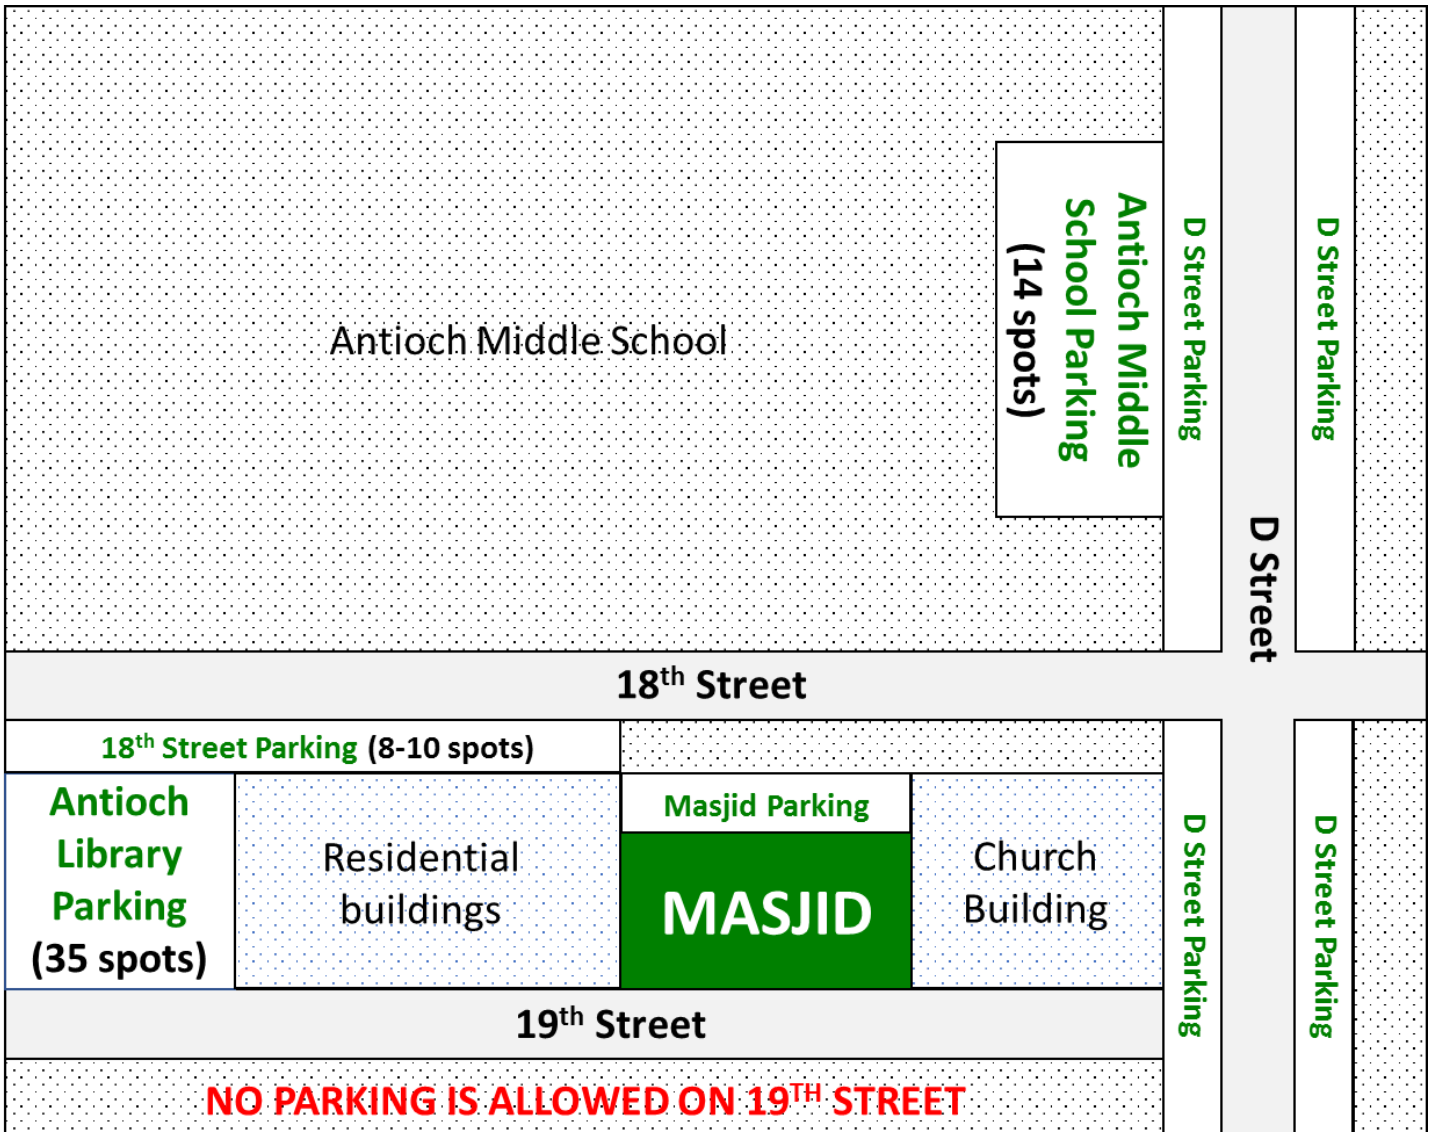 Antioch Middle School
Antioch Middle
School Parking
(14 spots)
D Street Parking
D Street Parking
D Street
18th Street
18th Street Parking (8-10 spots)
Antioch
Library
Parking
(35 spots)
Residential
buildings
Masjid Parking
MASJID
Church
Building
D Street Parking
D Street Parking
19th Street
NO PARKING IS ALLOWED ON 19TH STREET